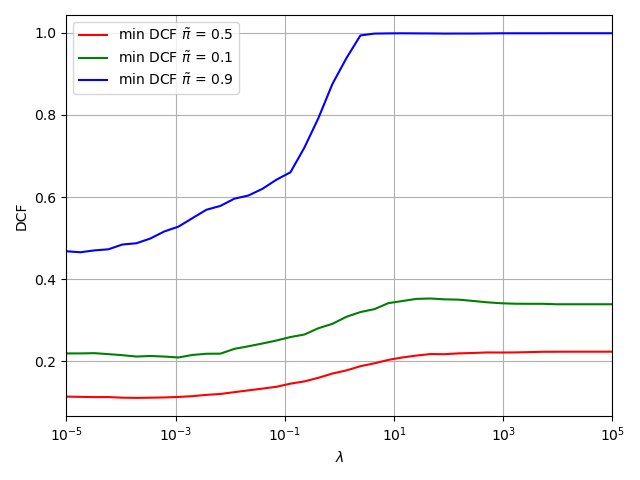 min DCF π̃ = 0.5
min DCF π̃ = 0.1
min DCF π̃ = 0.9
1.0
0.8
0.6
0.4
0.2
DCF
10⁻⁵ 10⁻³ 10⁻¹ 10¹ 10³ 10⁵
λ